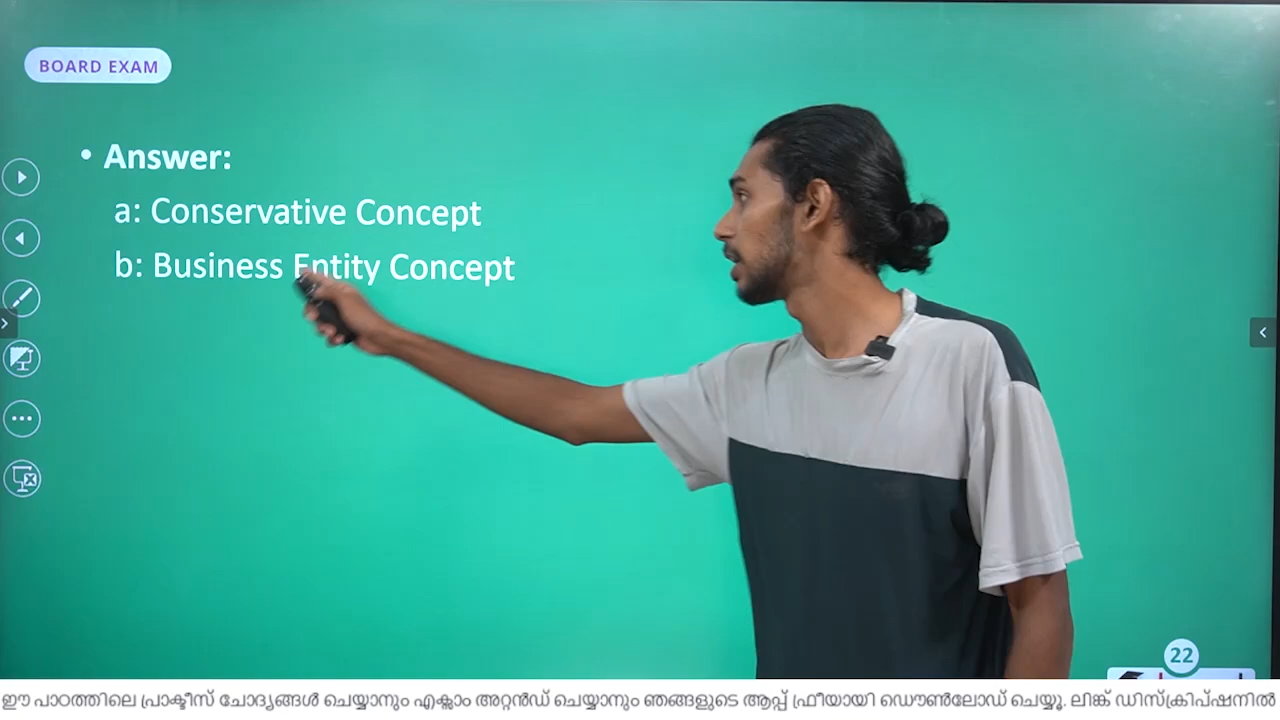 BOARD EXAM
• Answer:
a: Conservative Concept
b: Business Entity Concept
22
ഈ പാഠത്തിലെ പ്രാക്ടീസ് ചോദ്യങ്ങൾ ചെയ്യാനും എക്സാം അറ്റൻഡ് ചെയ്യാനും ഞങ്ങളുടെ ആപ്പ് ഫ്രീയായി ഡൌൺലോഡ് ചെയ്യൂ. ലിങ്ക് ഡിസ്ക്രിപ്ഷനിൽ